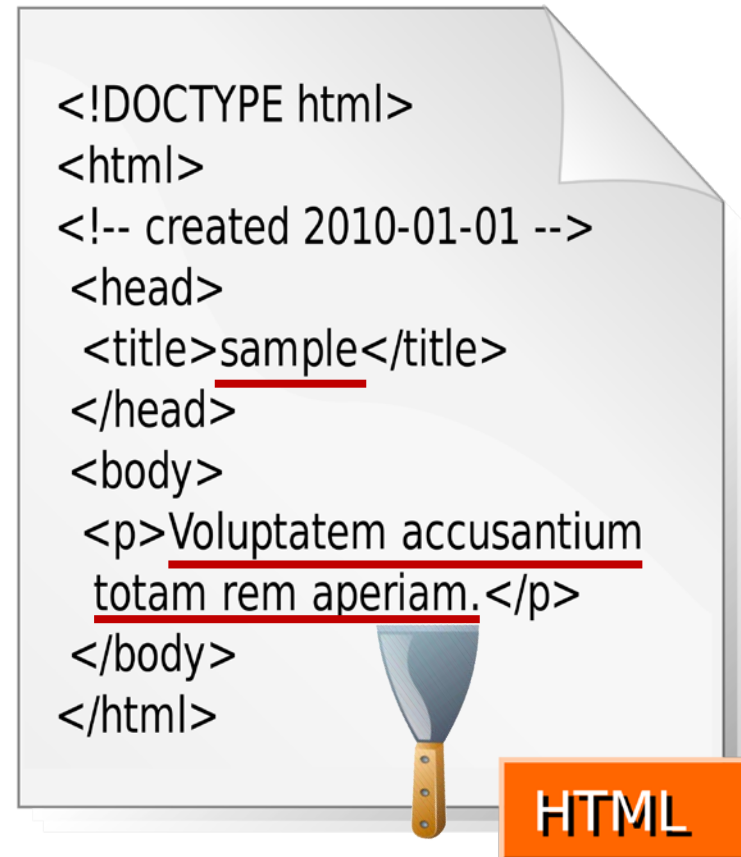 <!DOCTYPE html>
<html>
<!-- created 2010-01-01 -->
<head>
<title>sample</title>
</head>
<body>
<p>Voluptatem accusantium
totam rem aperiam.</p>
</body>
</html>
HTML